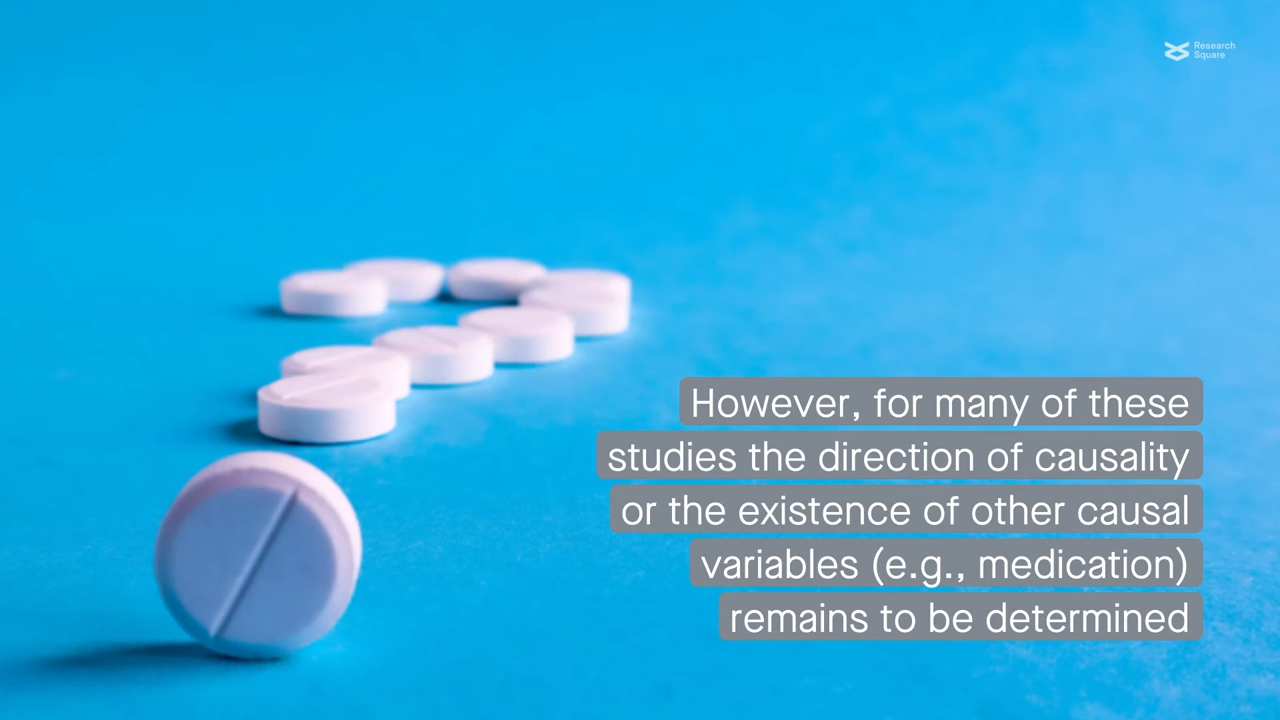 Research
Square
However, for many of these
studies the direction of causality
or the existence of other causal
variables (e.g., medication)
remains to be determined